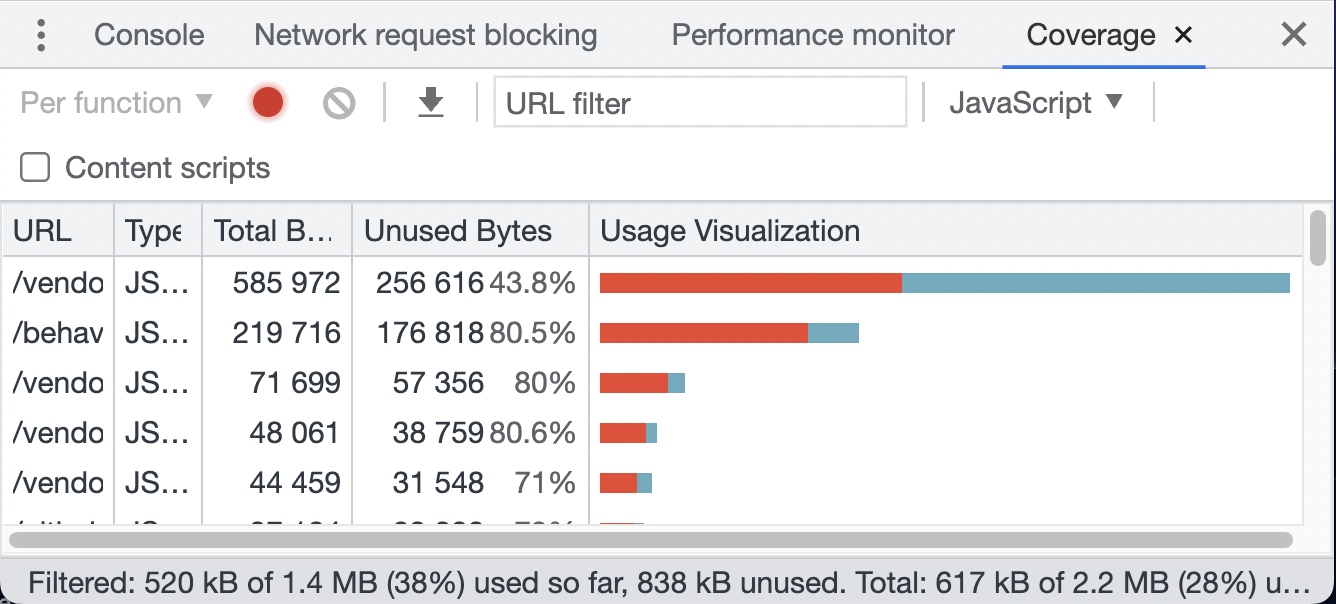 Console Network request blocking Performance monitor Coverage ×
Per function ▼ URL filter JavaScript ▼
Content scripts
URL Type Total B… Unused Bytes Usage Visualization
/vendo JS… 585 972 256 616 43.8%
/behav JS… 219 716 176 818 80.5%
/vendo JS… 71 699 57 356 80%
/vendo JS… 48 061 38 759 80.6%
/vendo JS… 44 459 31 548 71%
Filtered: 520 kB of 1.4 MB (38%) used so far, 838 kB unused. Total: 617 kB of 2.2 MB (28%) u…